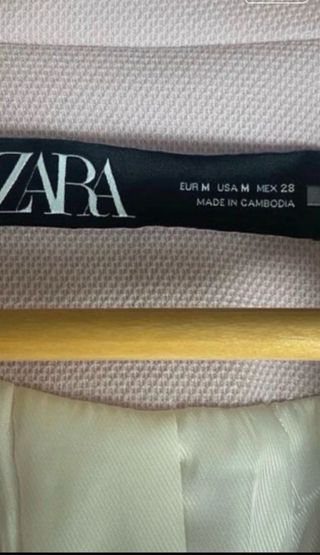 ZARA
EUR M USA M MEX 28
MADE IN CAMBODIA